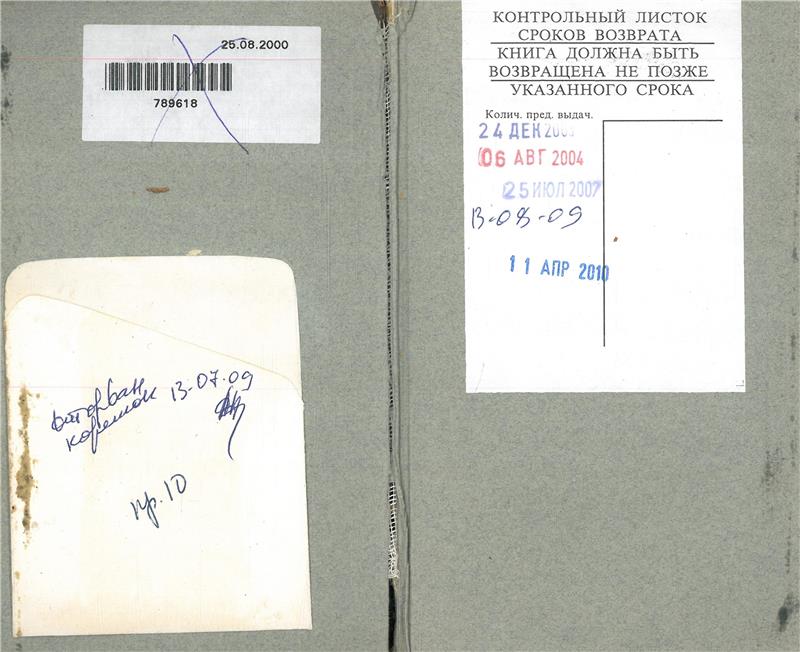 25.08.2000
789618
оторван
корешок 13-07-09
пр. 10
КОНТРОЛЬНЫЙ ЛИСТОК
СРОКОВ ВОЗВРАТА
КНИГА ДОЛЖНА БЫТЬ
ВОЗВРАЩЕНА НЕ ПОЗЖЕ
УКАЗАННОГО СРОКА
Колич. пред. выдач.
24 ДЕК
06 АВГ 2004
25 ИЮЛ 2007
13-08-09
11 АПР 2010